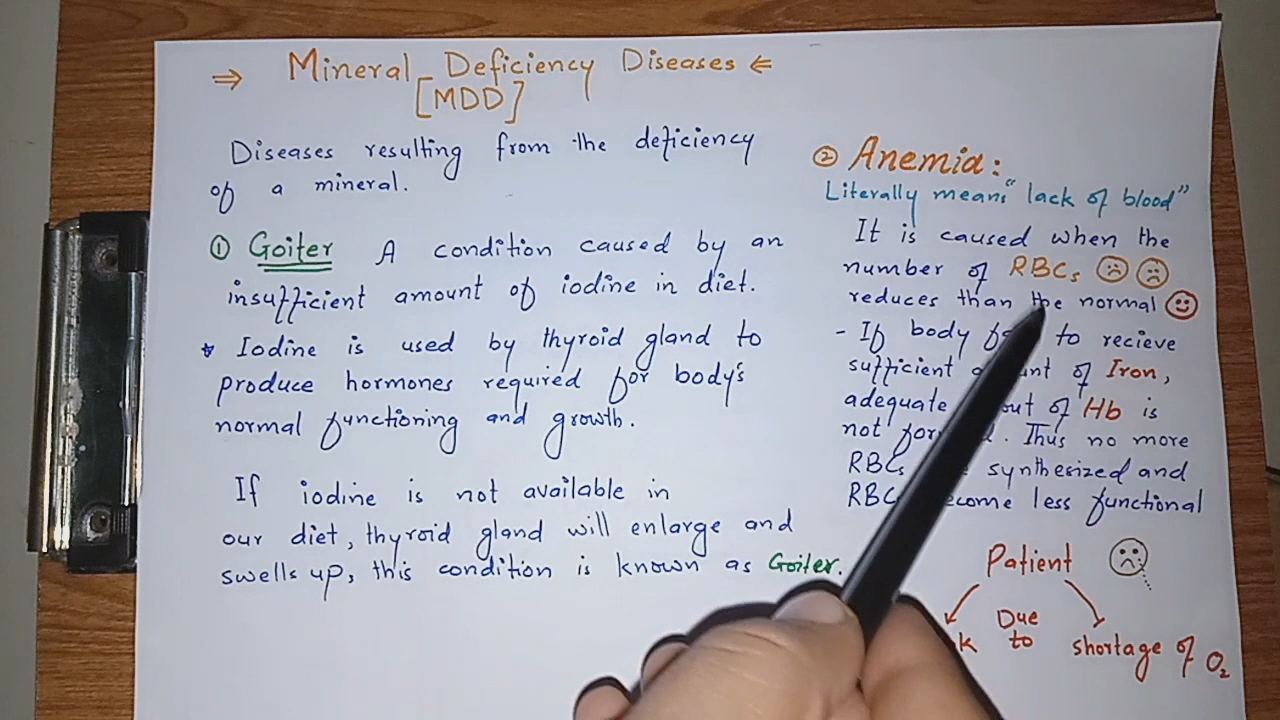 ⇒ Mineral Deficiency Diseases ⇐
[MDD]
Diseases resulting from the deficiency
of a mineral.
① Goiter A condition caused by an
insufficient amount of iodine in diet.
* Iodine is used by thyroid gland to
produce hormones required for body's
normal functioning and growth.
If iodine is not available in
our diet, thyroid gland will enlarge and
swells up, this condition is known as Goiter.
② Anemia:
Literally means "lack of blood"
It is caused when the
number of RBCs
reduces than the normal
- If body to recieve
sufficient of Iron,
adequate of Hb is
not. Thus no more
RBCs synthesized and
RBCs less functional
Patient
Due
to
shortage of O₂